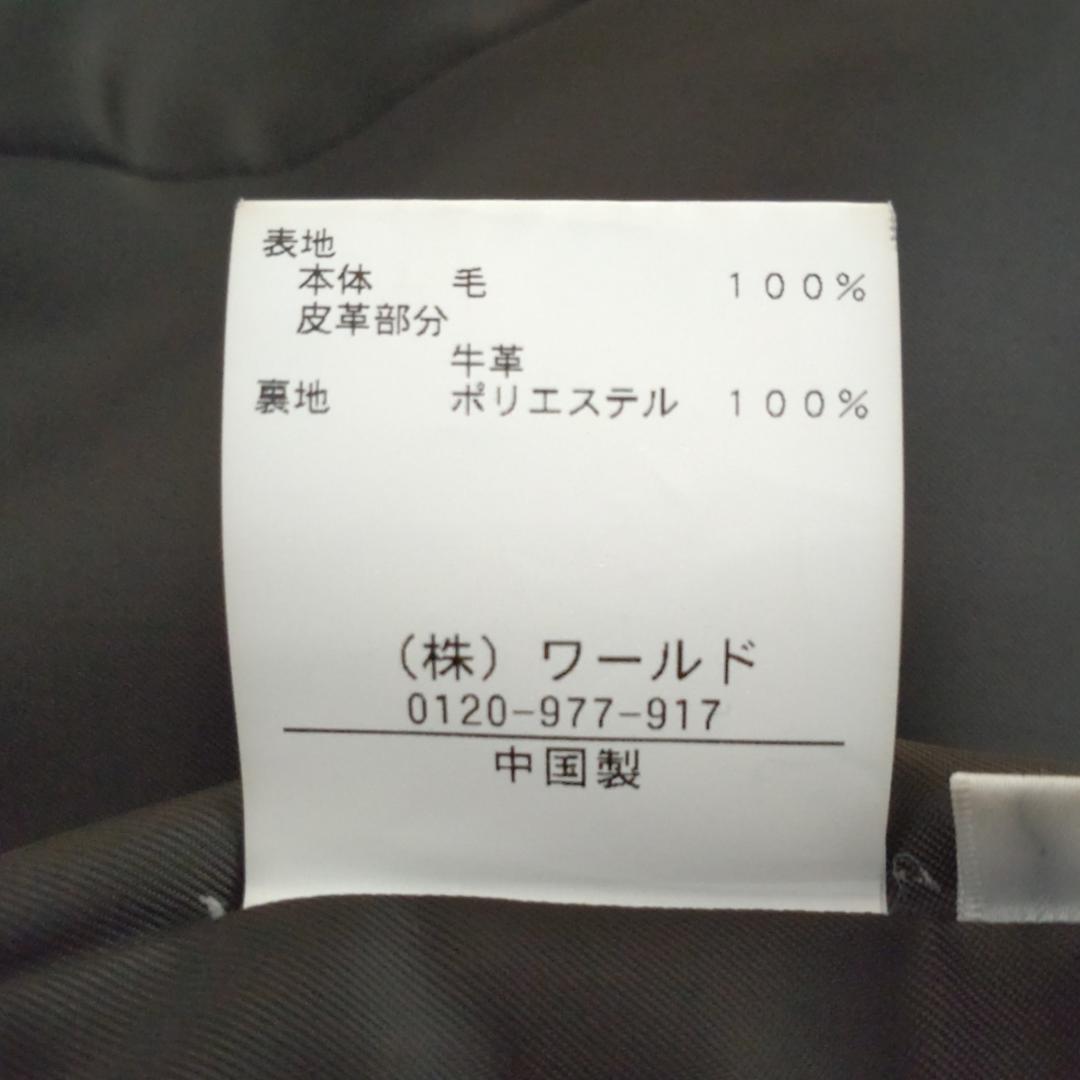 表地
本体 毛 １００％
皮革部分
牛革
裏地 ポリエステル １００％
（株）ワールド
0120-977-917
中国製